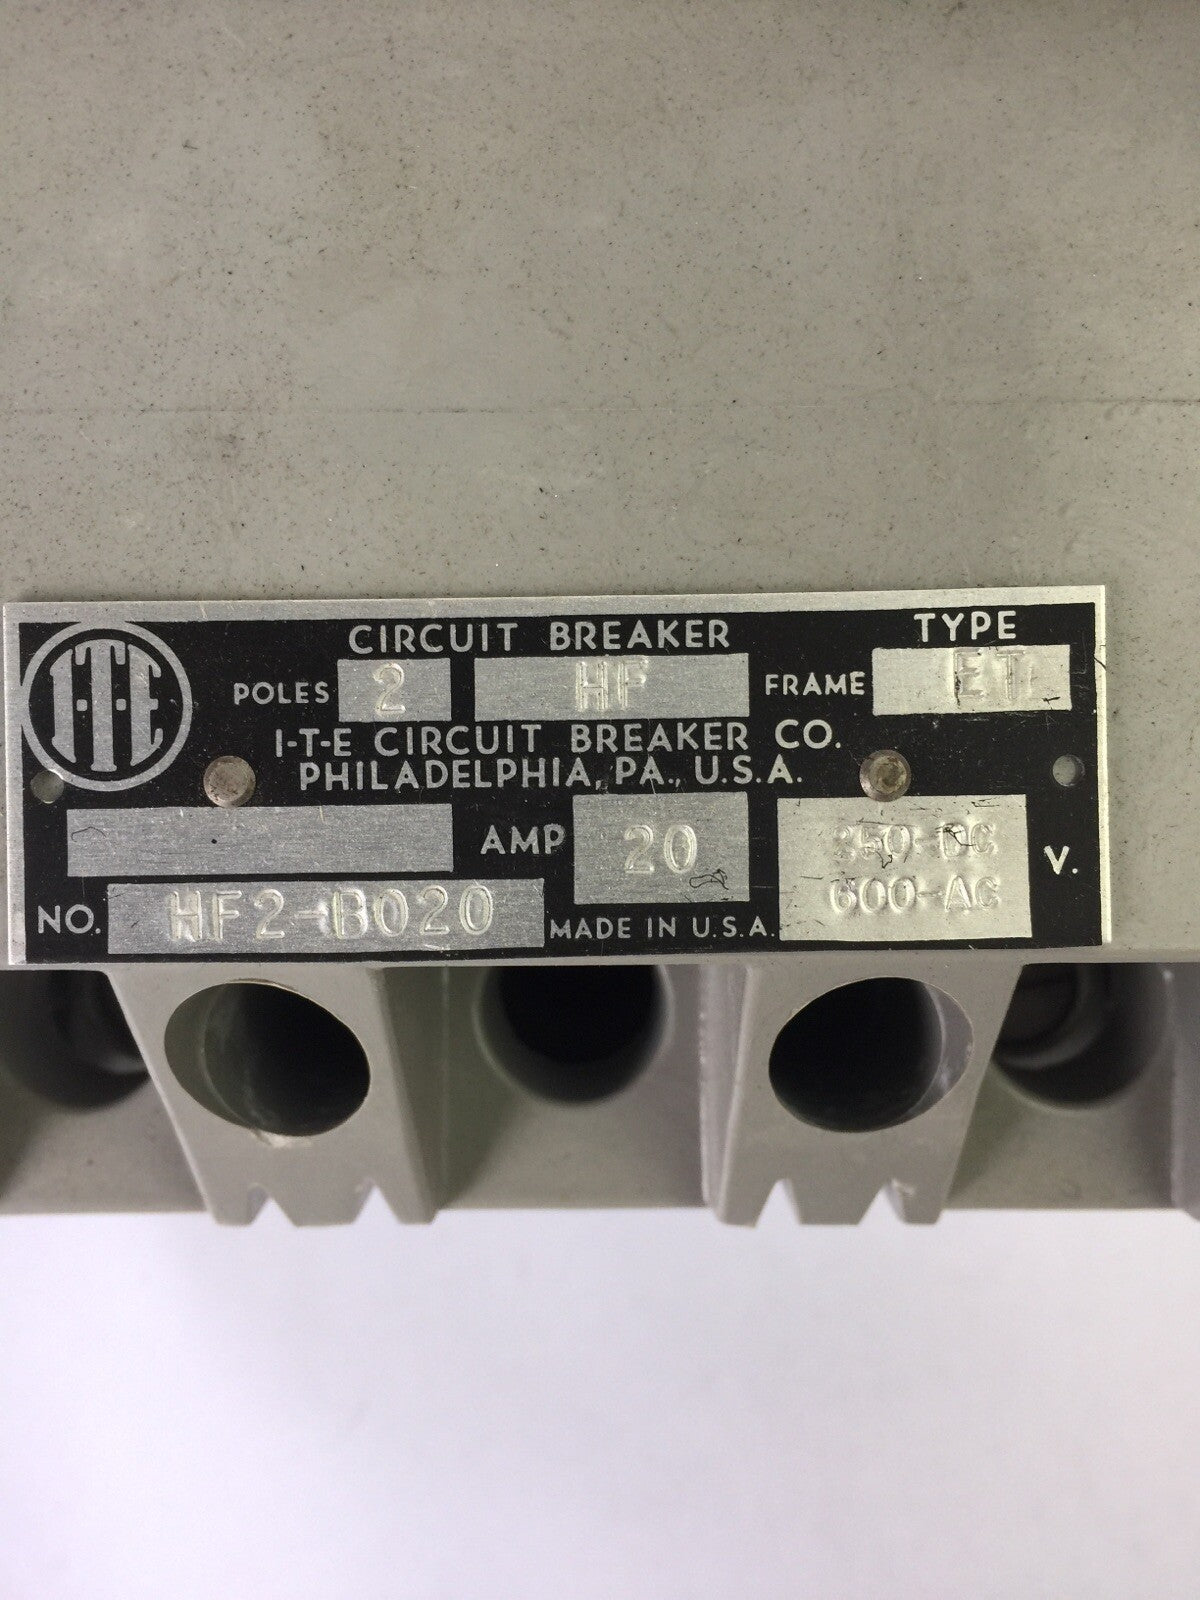 I-T-E
CIRCUIT BREAKER TYPE
POLES 2 HF FRAME ET
I-T-E CIRCUIT BREAKER CO.
PHILADELPHIA, PA., U.S.A.
AMP 20 350-DC V.
600-AC
NO. HF2-B020 MADE IN U.S.A.